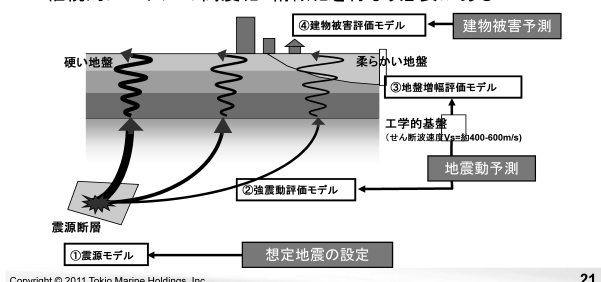 ④建物被害評価モデル
建物被害予測
硬い地盤
柔らかい地盤
③地盤増幅評価モデル
工学的基盤
(せん断波速度Vs=約400-600m/s)
地震動予測
②強震動評価モデル
震源断層
①震源モデル
想定地震の設定
Copyright © 2011 Tokio Marine Holdings, Inc.
21